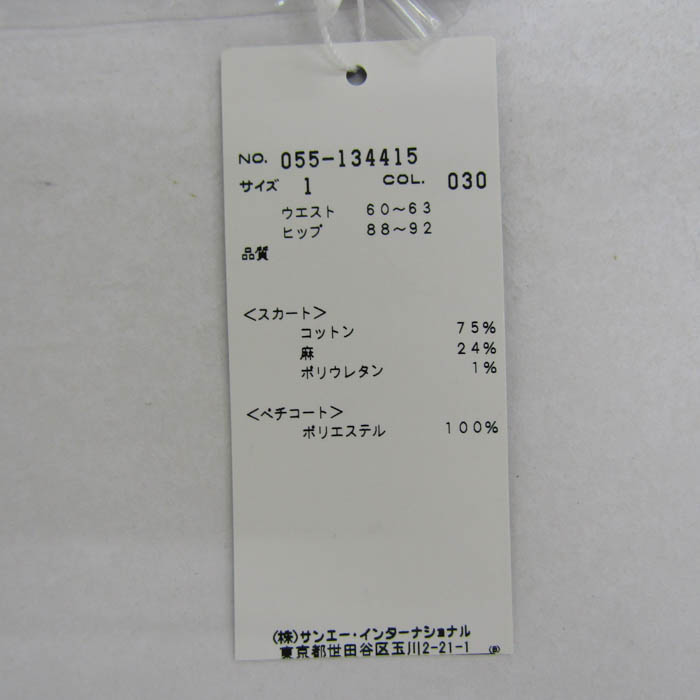 NO. 055-134415
サイズ 1 COL. 030
ウエスト 60～63
ヒップ 88～92
品質
＜スカート＞
コットン 75%
麻 24%
ポリウレタン 1%
＜ペチコート＞
ポリエステル 100%
(株)サンエー・インターナショナル
東京都世田谷区玉川2-21-1